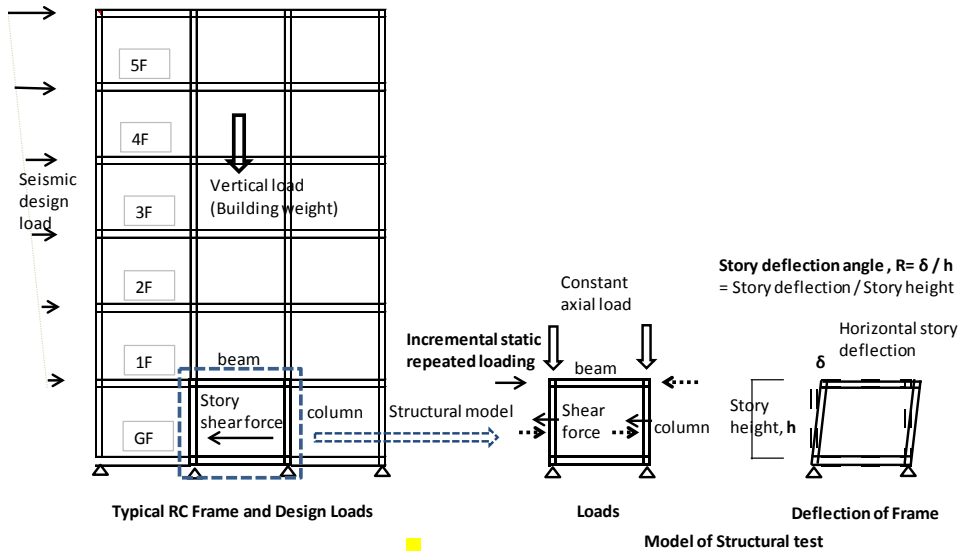 5F
4F
3F
2F
1F
GF
Seismic
design
load
Vertical load
(Building weight)
beam
Story
shear force
column
Typical RC Frame and Design Loads
Structural model
Incremental static
repeated loading
Constant
axial load
beam
Shear
force
column
Loads
Story deflection angle , R= δ / h
= Story deflection / Story height
Horizontal story
deflection
δ
Story
height, h
Deflection of Frame
Model of Structural test